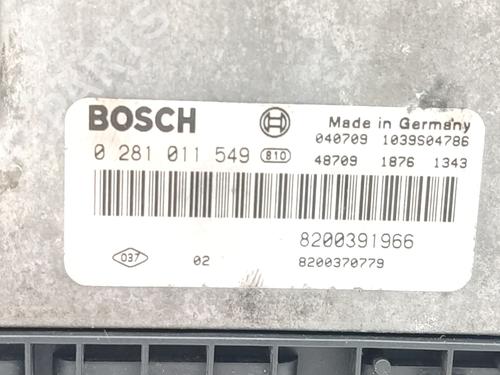 BOSCH
Made in Germany
040709 1039S04786
0 281 011 549 810
48709 1876 1343
8200391966
037 02 8200370779